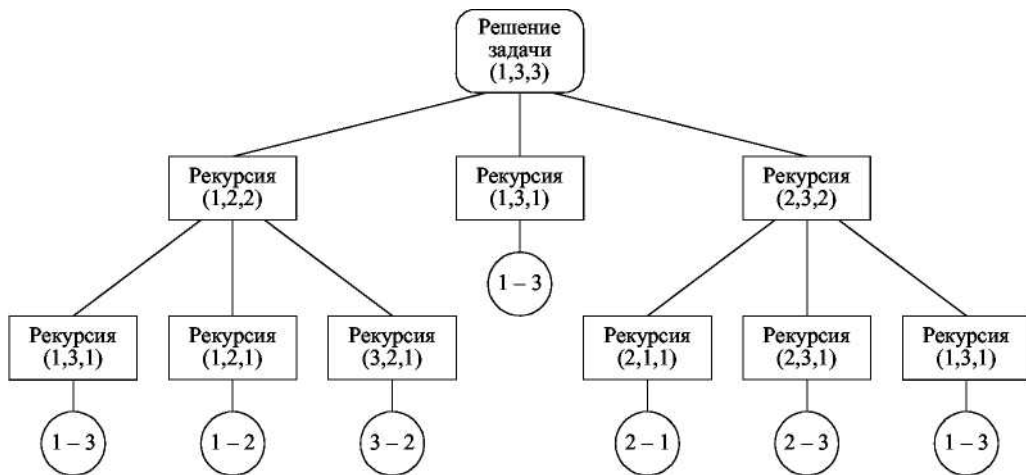 Решение
задачи
(1,3,3)
Рекурсия
(1,2,2)
Рекурсия
(1,3,1)
Рекурсия
(2,3,2)
1 – 3
Рекурсия
(1,3,1)
Рекурсия
(1,2,1)
Рекурсия
(3,2,1)
Рекурсия
(2,1,1)
Рекурсия
(2,3,1)
Рекурсия
(1,3,1)
1 – 3
1 – 2
3 – 2
2 – 1
2 – 3
1 – 3